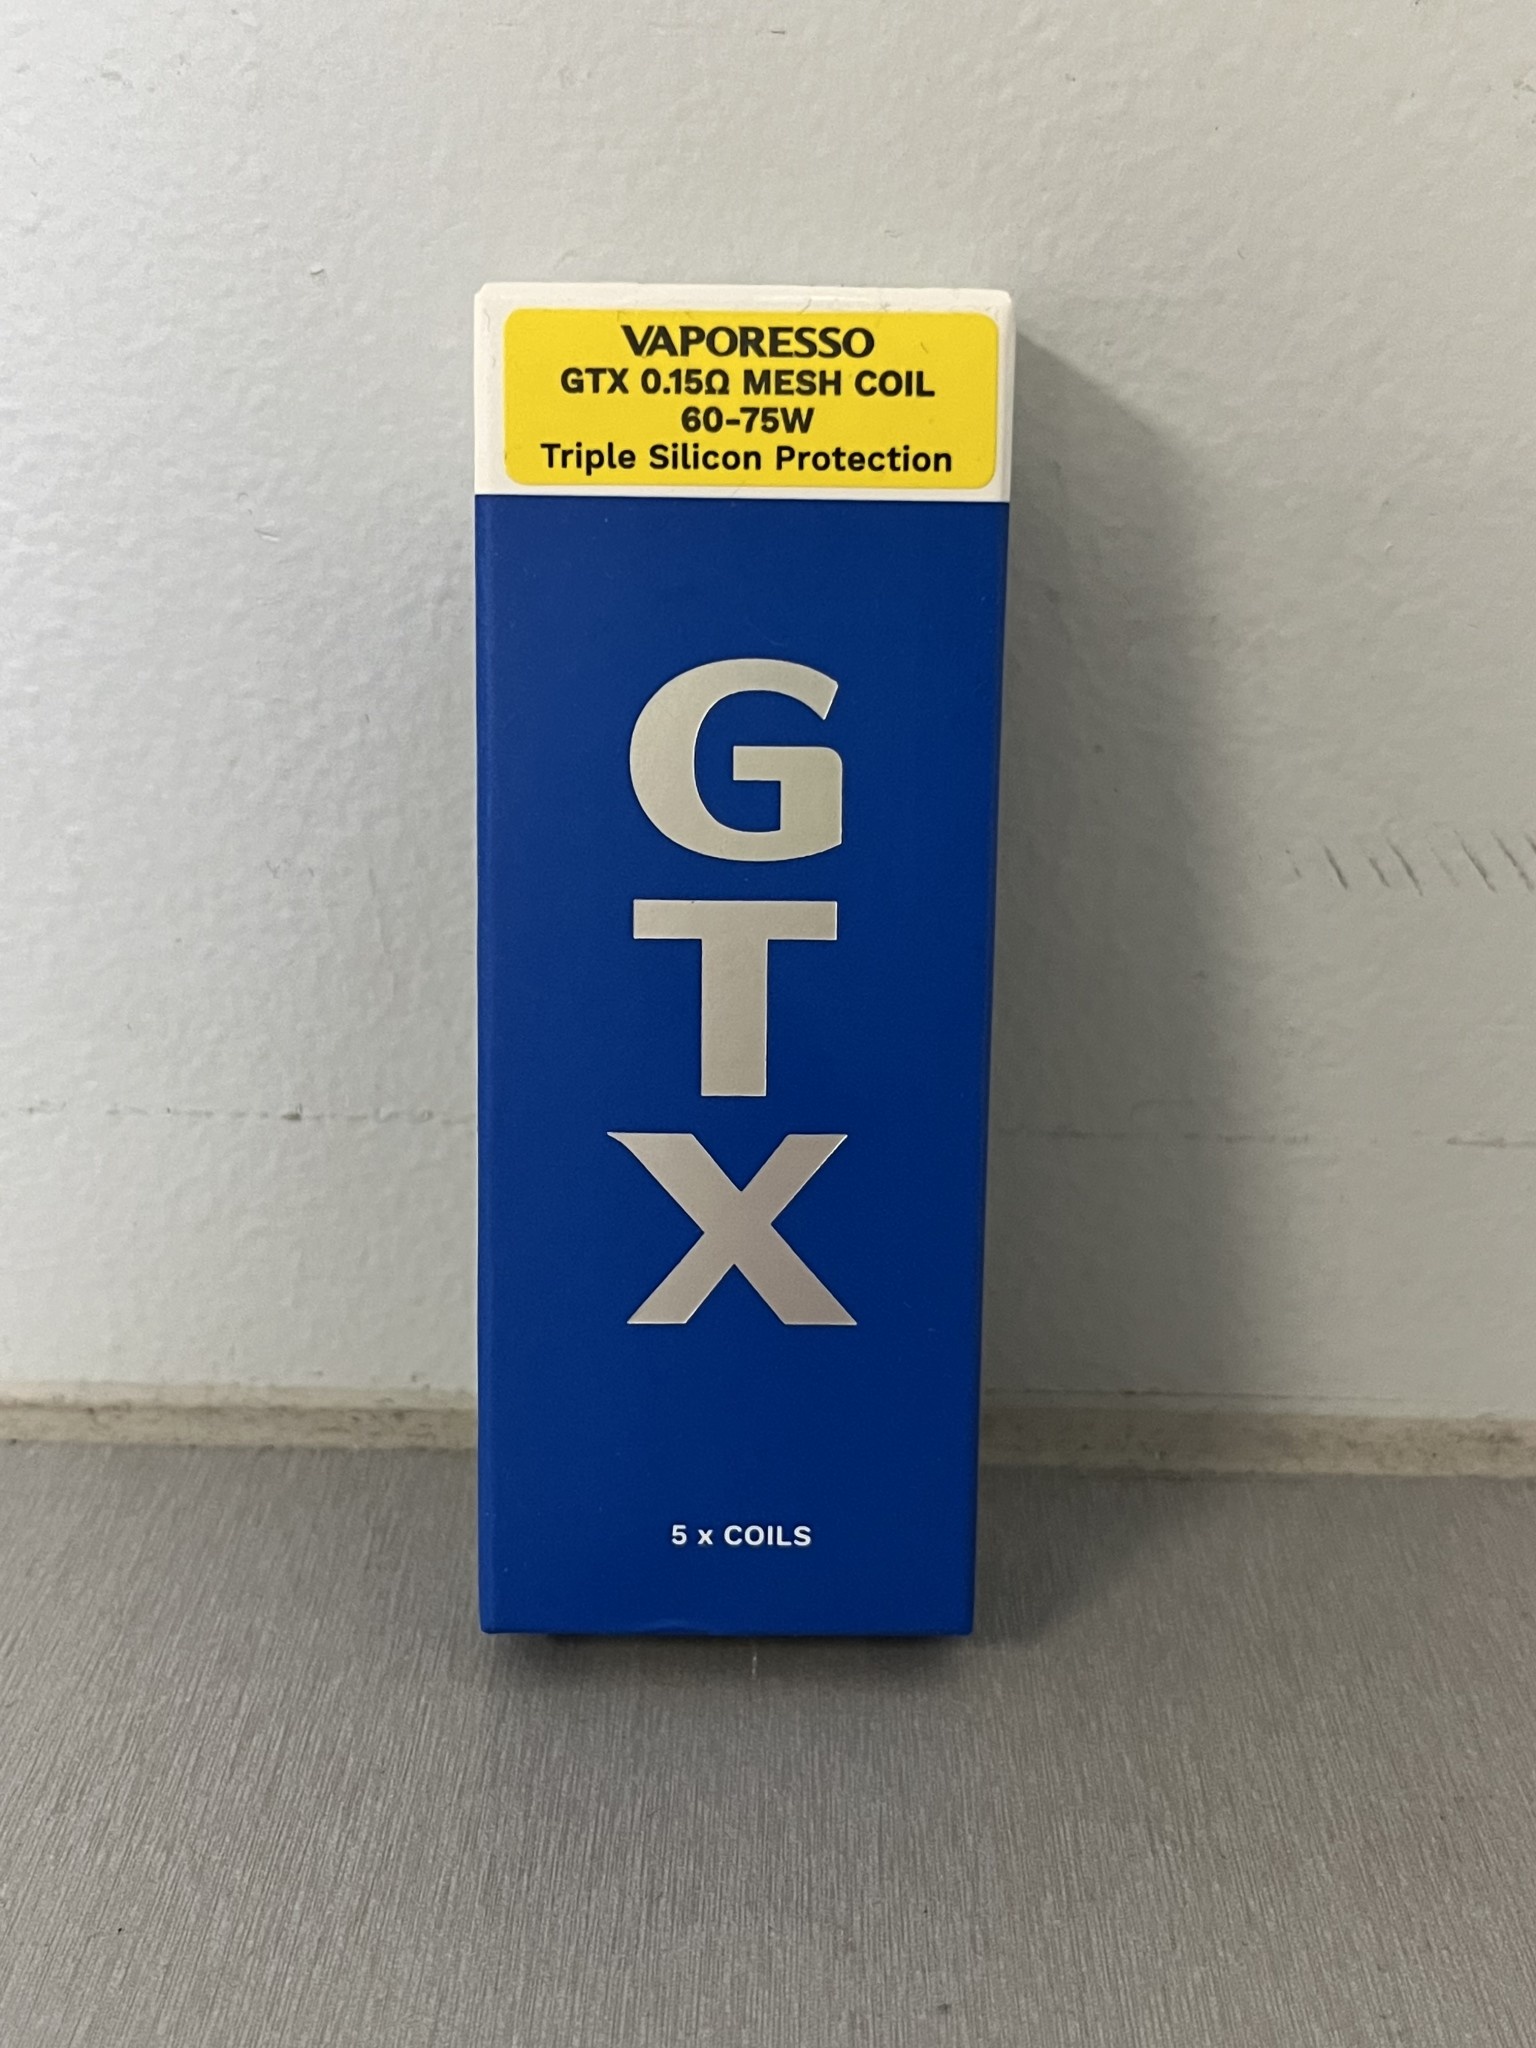 VAPORESSO
GTX 0.15Ω MESH COIL
60-75W
Triple Silicon Protection
G
T
X
5 x COILS